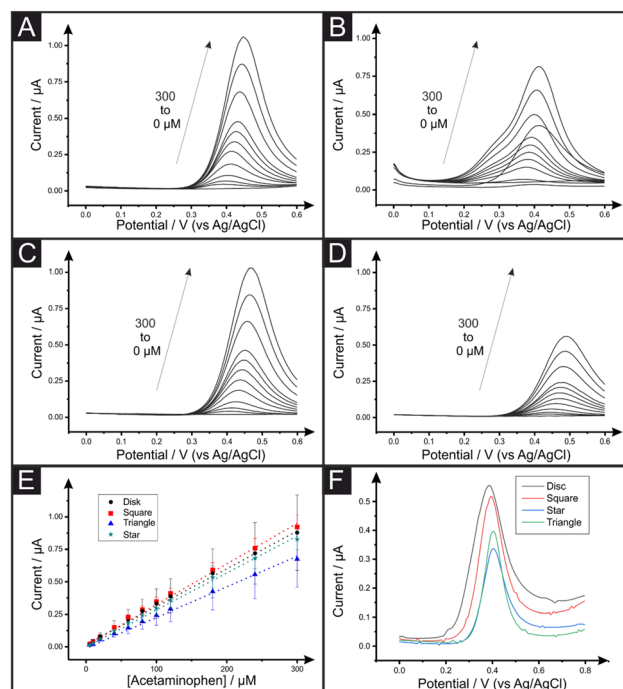 A
Current / µA
1.00
0.75
0.50
0.25
0.00
300
to
0 µM
0.0 0.1 0.2 0.3 0.4 0.5 0.6
Potential / V (vs Ag/AgCl)
B
Current / µA
1.00
0.75
0.50
0.25
0.00
300
to
0 µM
0.0 0.1 0.2 0.3 0.4 0.5 0.6
Potential / V (vs Ag/AgCl)
C
Current / µA
1.00
0.75
0.50
0.25
0.00
300
to
0 µM
0.0 0.1 0.2 0.3 0.4 0.5 0.6
Potential / V (vs Ag/AgCl)
D
Current / µA
1.00
0.75
0.50
0.25
0.00
300
to
0 µM
0.0 0.1 0.2 0.3 0.4 0.5 0.6
Potential / V (vs Ag/AgCl)
E
Current / µA
1.00
0.75
0.50
0.25
0.00
Disk
Square
Triangle
Star
0 50 100 150 200 250 300
[Acetaminophen] / µM
F
Current / µA
0.5
0.4
0.3
0.2
0.1
0.0
Disc
Square
Star
Triangle
0.0 0.2 0.4 0.6 0.8
Potential / V (vs Ag/AgCl)